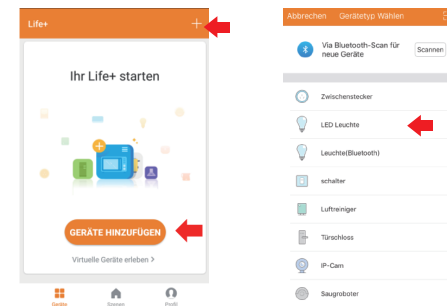 Life+
Ihr Life+ starten
GERÄTE HINZUFÜGEN
Virtuelle Geräte erleben >
Geräte
Scenen
Profil
Abbrechen
Gerätetyp Wählen
Via Bluetooth-Scan für
neue Geräte
Scannen
Zwischenstecker
LED Leuchte
Leuchte(Bluetooth)
schalter
Luftreiniger
Türschloss
IP-Cam
Saugroboter